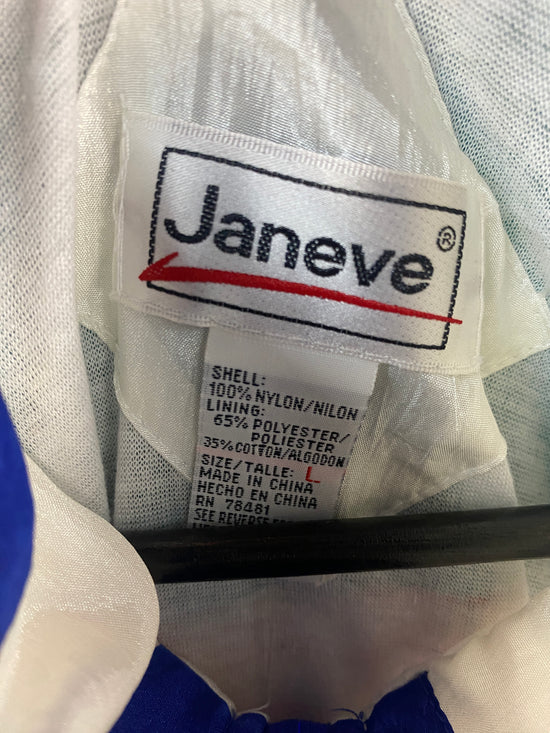 Janeve®
SHELL:
100% NYLON/NILON
LINING:
65% POLYESTER/
POLIESTER
35% COTTON/ALGODON
SIZE/TALLE: L
MADE IN CHINA
HECHO EN CHINA
RN 78481
SEE REVERSE